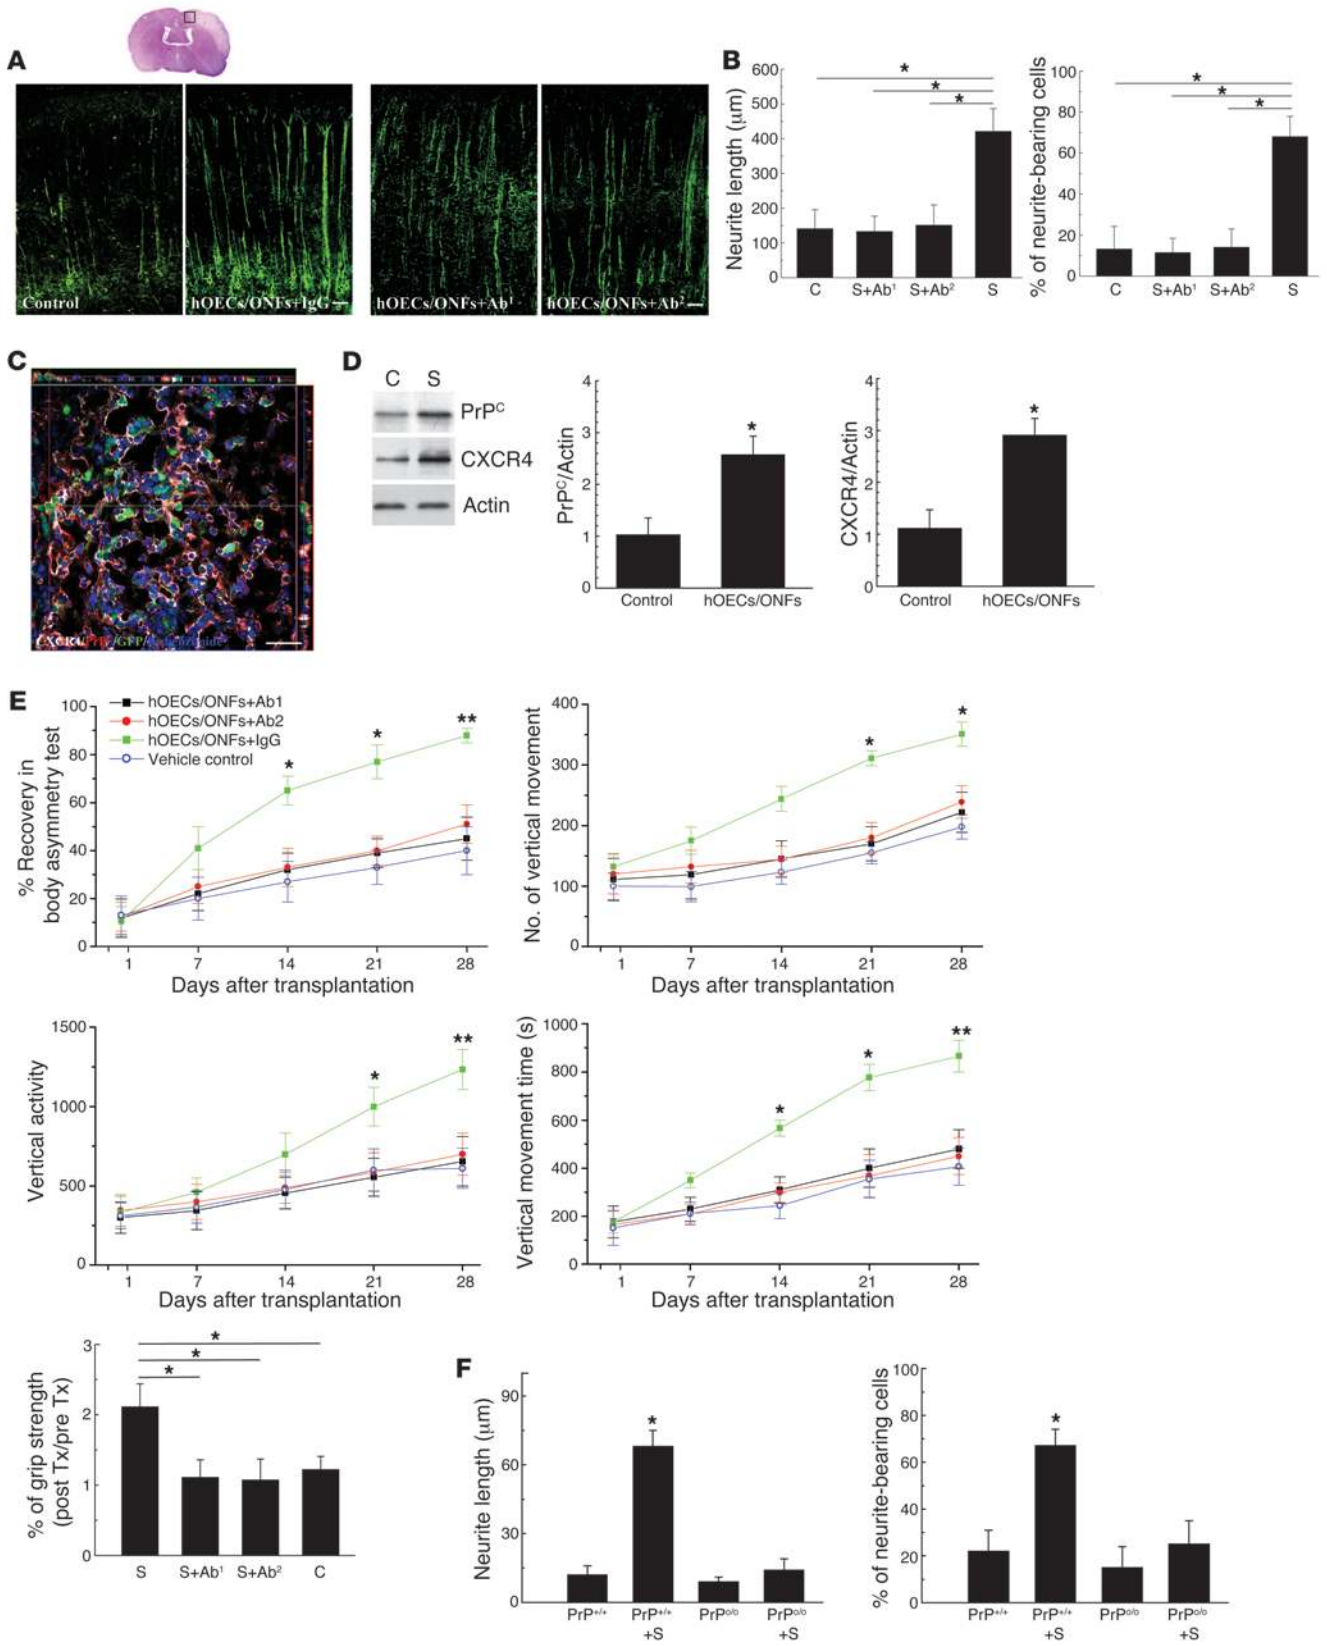 A
Control
hOECs/ONFs+IgG
hOECs/ONFs+Ab¹
hOECs/ONFs+Ab²
B
Neurite length (μm)
600
500
400
300
200
100
0
C S+Ab¹ S+Ab² S
* * *
% of neurite-bearing cells
100
80
60
40
20
0
C S+Ab¹ S+Ab² S
* * *
C
CXCR4/PrP
/GFP/
D
C S
PrPᶜ
CXCR4
Actin
PrPᶜ/Actin
4
3
2
1
0
*
Control hOECs/ONFs
CXCR4/Actin
4
3
2
1
0
*
Control hOECs/ONFs
E
hOECs/ONFs+Ab1
hOECs/ONFs+Ab2
hOECs/ONFs+IgG
Vehicle control
% Recovery in
body asymmetry test
100
80
60
40
20
0
* * **
1 7 14 21 28
Days after transplantation
No. of vertical movement
400
300
200
100
0
* *
1 7 14 21 28
Days after transplantation
Vertical activity
1500
1000
500
0
* **
1 7 14 21 28
Days after transplantation
Vertical movement time (s)
1000
800
600
400
200
0
* * **
1 7 14 21 28
Days after transplantation
% of grip strength
(post Tx/pre Tx)
3
2
1
0
* * *
S S+Ab¹ S+Ab² C
F
Neurite length (μm)
90
60
30
0
*
PrP⁺/⁺ PrP⁺/⁺ PrPᵒ/ᵒ PrPᵒ/ᵒ
+S +S
% of neurite-bearing cells
100
80
60
40
20
0
*
PrP⁺/⁺ PrP⁺/⁺ PrPᵒ/ᵒ PrPᵒ/ᵒ
+S +S